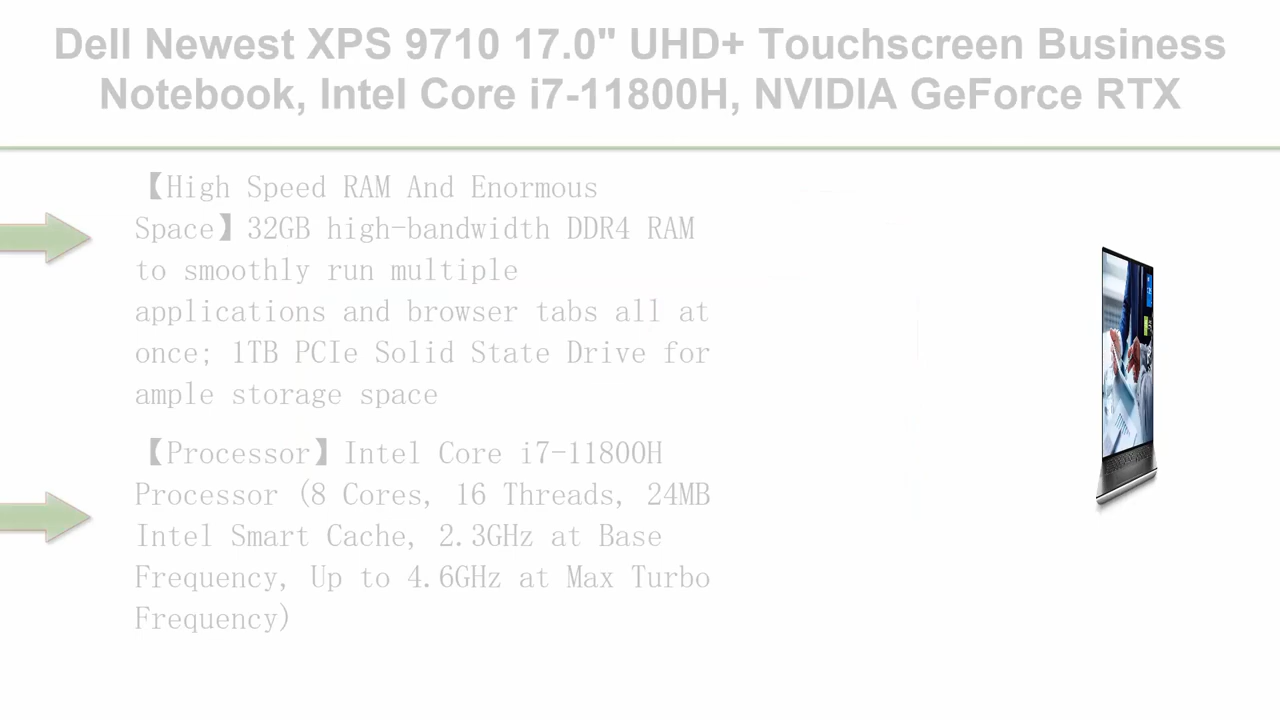 Dell Newest XPS 9710 17.0" UHD+ Touchscreen Business
Notebook, Intel Core i7-11800H, NVIDIA GeForce RTX
【High Speed RAM And Enormous
Space】32GB high-bandwidth DDR4 RAM
to smoothly run multiple
applications and browser tabs all at
once; 1TB PCIe Solid State Drive for
ample storage space
【Processor】Intel Core i7-11800H
Processor (8 Cores, 16 Threads, 24MB
Intel Smart Cache, 2.3GHz at Base
Frequency, Up to 4.6GHz at Max Turbo
Frequency)